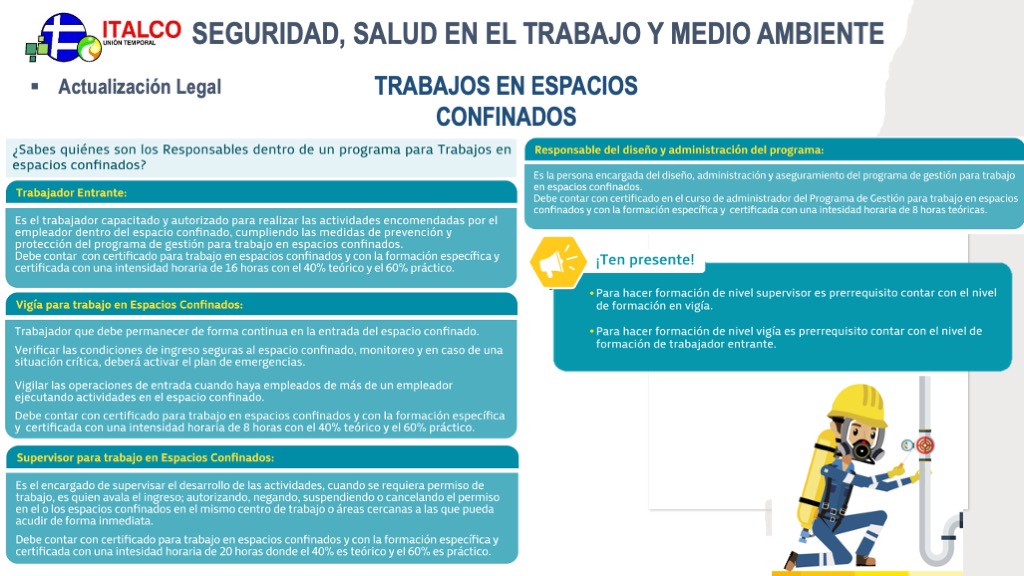 ITALCO
UNIÓN TEMPORAL
SEGURIDAD, SALUD EN EL TRABAJO Y MEDIO AMBIENTE
▪ Actualización Legal
TRABAJOS EN ESPACIOS
CONFINADOS
¿Sabes quiénes son los Responsables dentro de un programa para Trabajos en
espacios confinados?
Trabajador Entrante:
Es el trabajador capacitado y autorizado para realizar las actividades encomendadas por el
empleador dentro del espacio confinado, cumpliendo las medidas de prevención y
protección del programa de gestión para trabajo en espacios confinados.
Debe contar con certificado para trabajo en espacios confinados y con la formación específica y
certificada con una intensidad horaria de 16 horas con el 40% teórico y el 60% práctico.
Vigía para trabajo en Espacios Confinados:
Trabajador que debe permanecer de forma continua en la entrada del espacio confinado.
Verificar las condiciones de ingreso seguras al espacio confinado, monitoreo y en caso de una
situación crítica, deberá activar el plan de emergencias.
Vigilar las operaciones de entrada cuando haya empleados de más de un empleador
ejecutando actividades en el espacio confinado.
Debe contar con certificado para trabajo en espacios confinados y con la formación específica
y certificada con una intensidad horaria de 8 horas con el 40% teórico y el 60% práctico.
Supervisor para trabajo en Espacios Confinados:
Es el encargado de supervisar el desarrollo de las actividades, cuando se requiera permiso de
trabajo, es quien avala el ingreso; autorizando, negando, suspendiendo o cancelando el permiso
en el o los espacios confinados en el mismo centro de trabajo o áreas cercanas a las que pueda
acudir de forma inmediata.
Debe contar con certificado para trabajo en espacios confinados y con la formación específica y
certificada con una intesidad horaria de 20 horas donde el 40% es teórico y el 60% es práctico.
Responsable del diseño y administración del programa:
Es la persona encargada del diseño, administración y aseguramiento del programa de gestión para trabajo
en espacios confinados.
Debe contar con certificado en el curso de administrador del Programa de Gestión para trabajo en espacios
confinados y con la formación específica y certificada con una intesidad horaria de 8 horas teóricas.
¡Ten presente!
• Para hacer formación de nivel supervisor es prerrequisito contar con el nivel
de formación en vigía.
• Para hacer formación de nivel vigía es prerrequisito contar con el nivel de
formación de trabajador entrante.